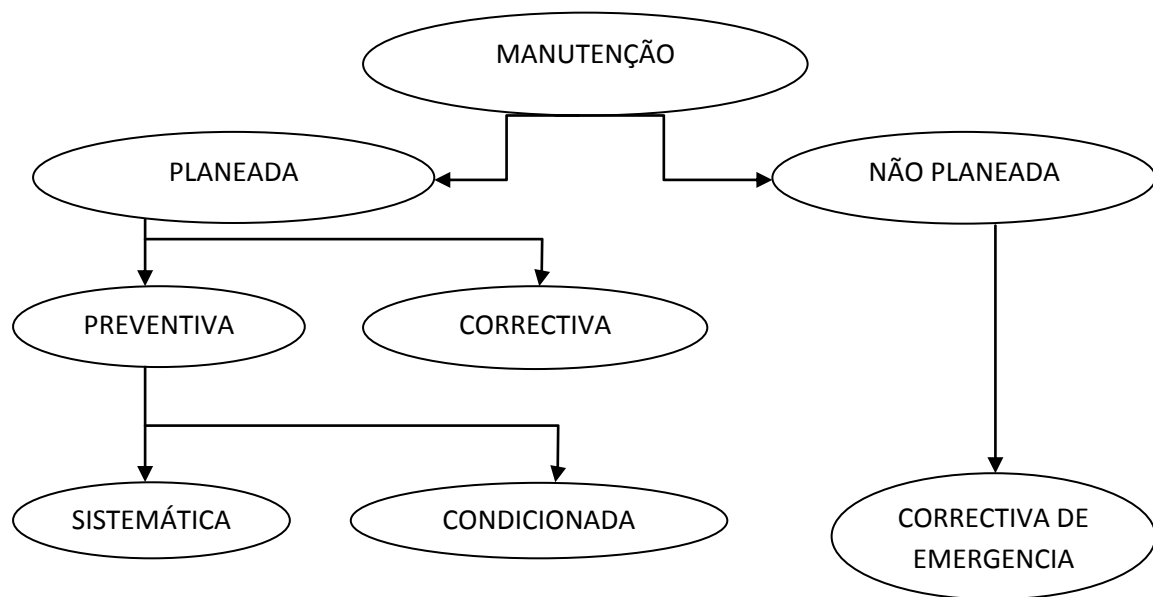 MANUTENÇÃO
PLANEADA
NÃO PLANEADA
PREVENTIVA
CORRECTIVA
SISTEMÁTICA
CONDICIONADA
CORRECTIVA DE
EMERGENCIA